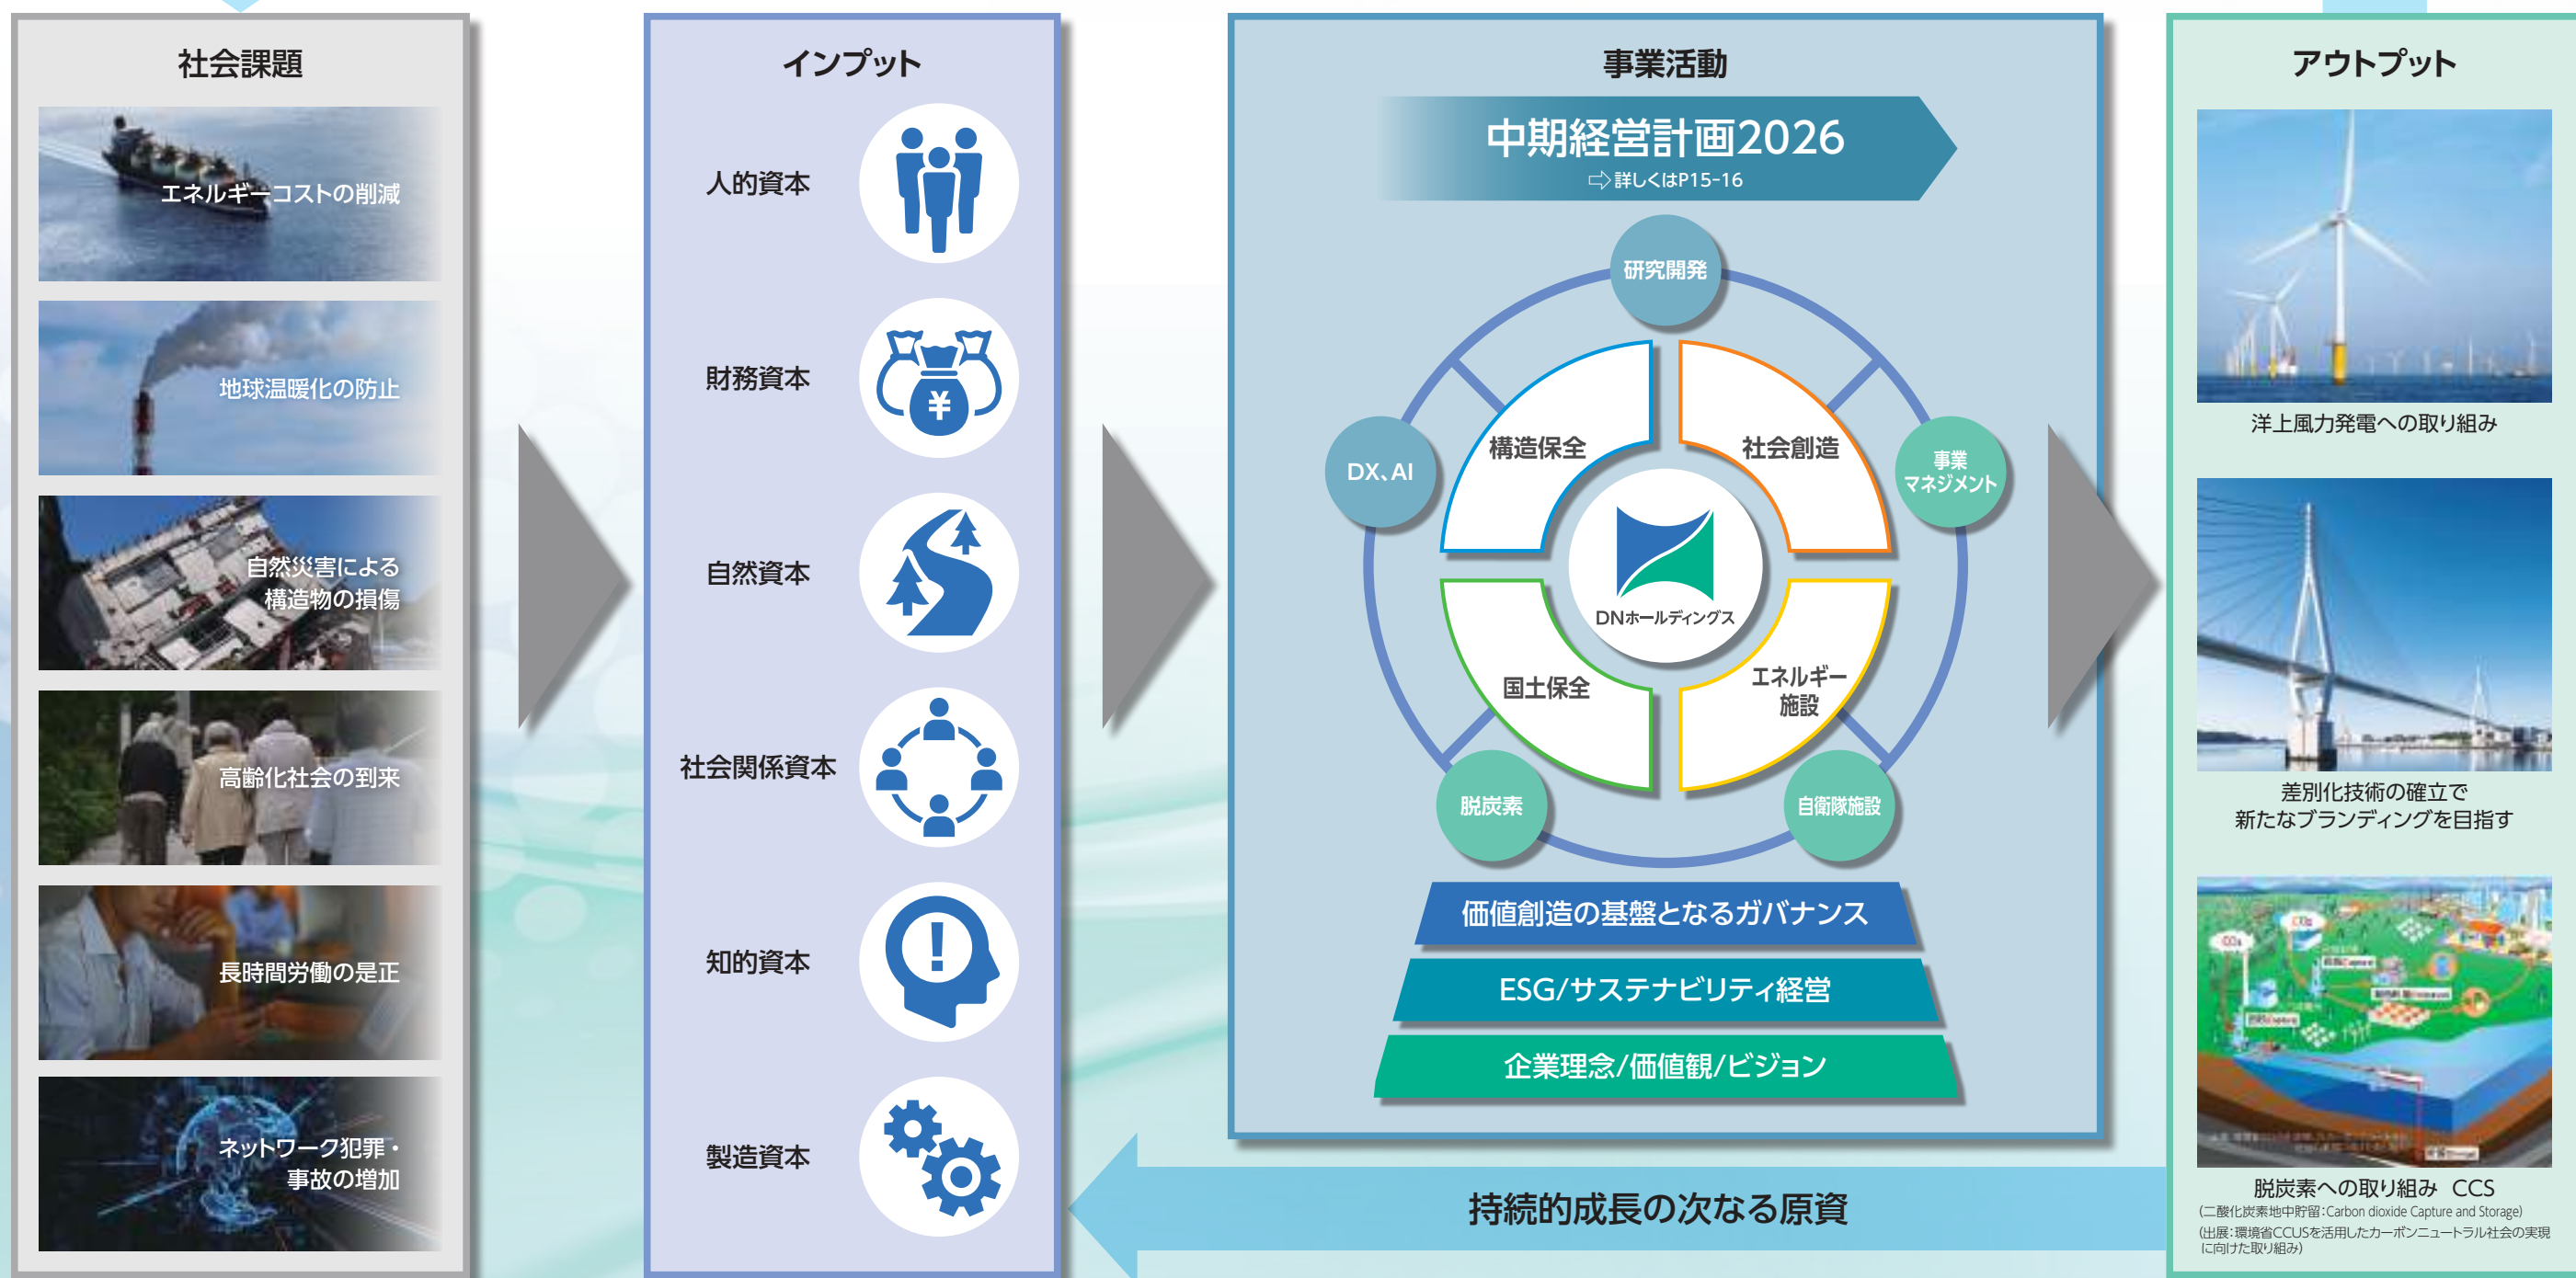 社会課題
エネルギーコストの削減
地球温暖化の防止
自然災害による
構造物の損傷
高齢化社会の到来
長時間労働の是正
ネットワーク犯罪・
事故の増加
インプット
人的資本
財務資本
¥
自然資本
社会関係資本
知的資本
!
製造資本
事業活動
中期経営計画2026
⇨詳しくはP15-16
研究開発
DX、AI
事業
マネジメント
脱炭素
自衛隊施設
構造保全
社会創造
国土保全
エネルギー
施設
DNホールディングス
価値創造の基盤となるガバナンス
ESG/サステナビリティ経営
企業理念/価値観/ビジョン
持続的成長の次なる原資
アウトプット
洋上風力発電への取り組み
差別化技術の確立で
新たなブランディングを目指す
CO₂
CO₂
脱炭素への取り組み CCS
(二酸化炭素地中貯留:Carbon dioxide Capture and Storage)
(出展:環境省CCUSを活用したカーボンニュートラル社会の実現
に向けた取り組み)